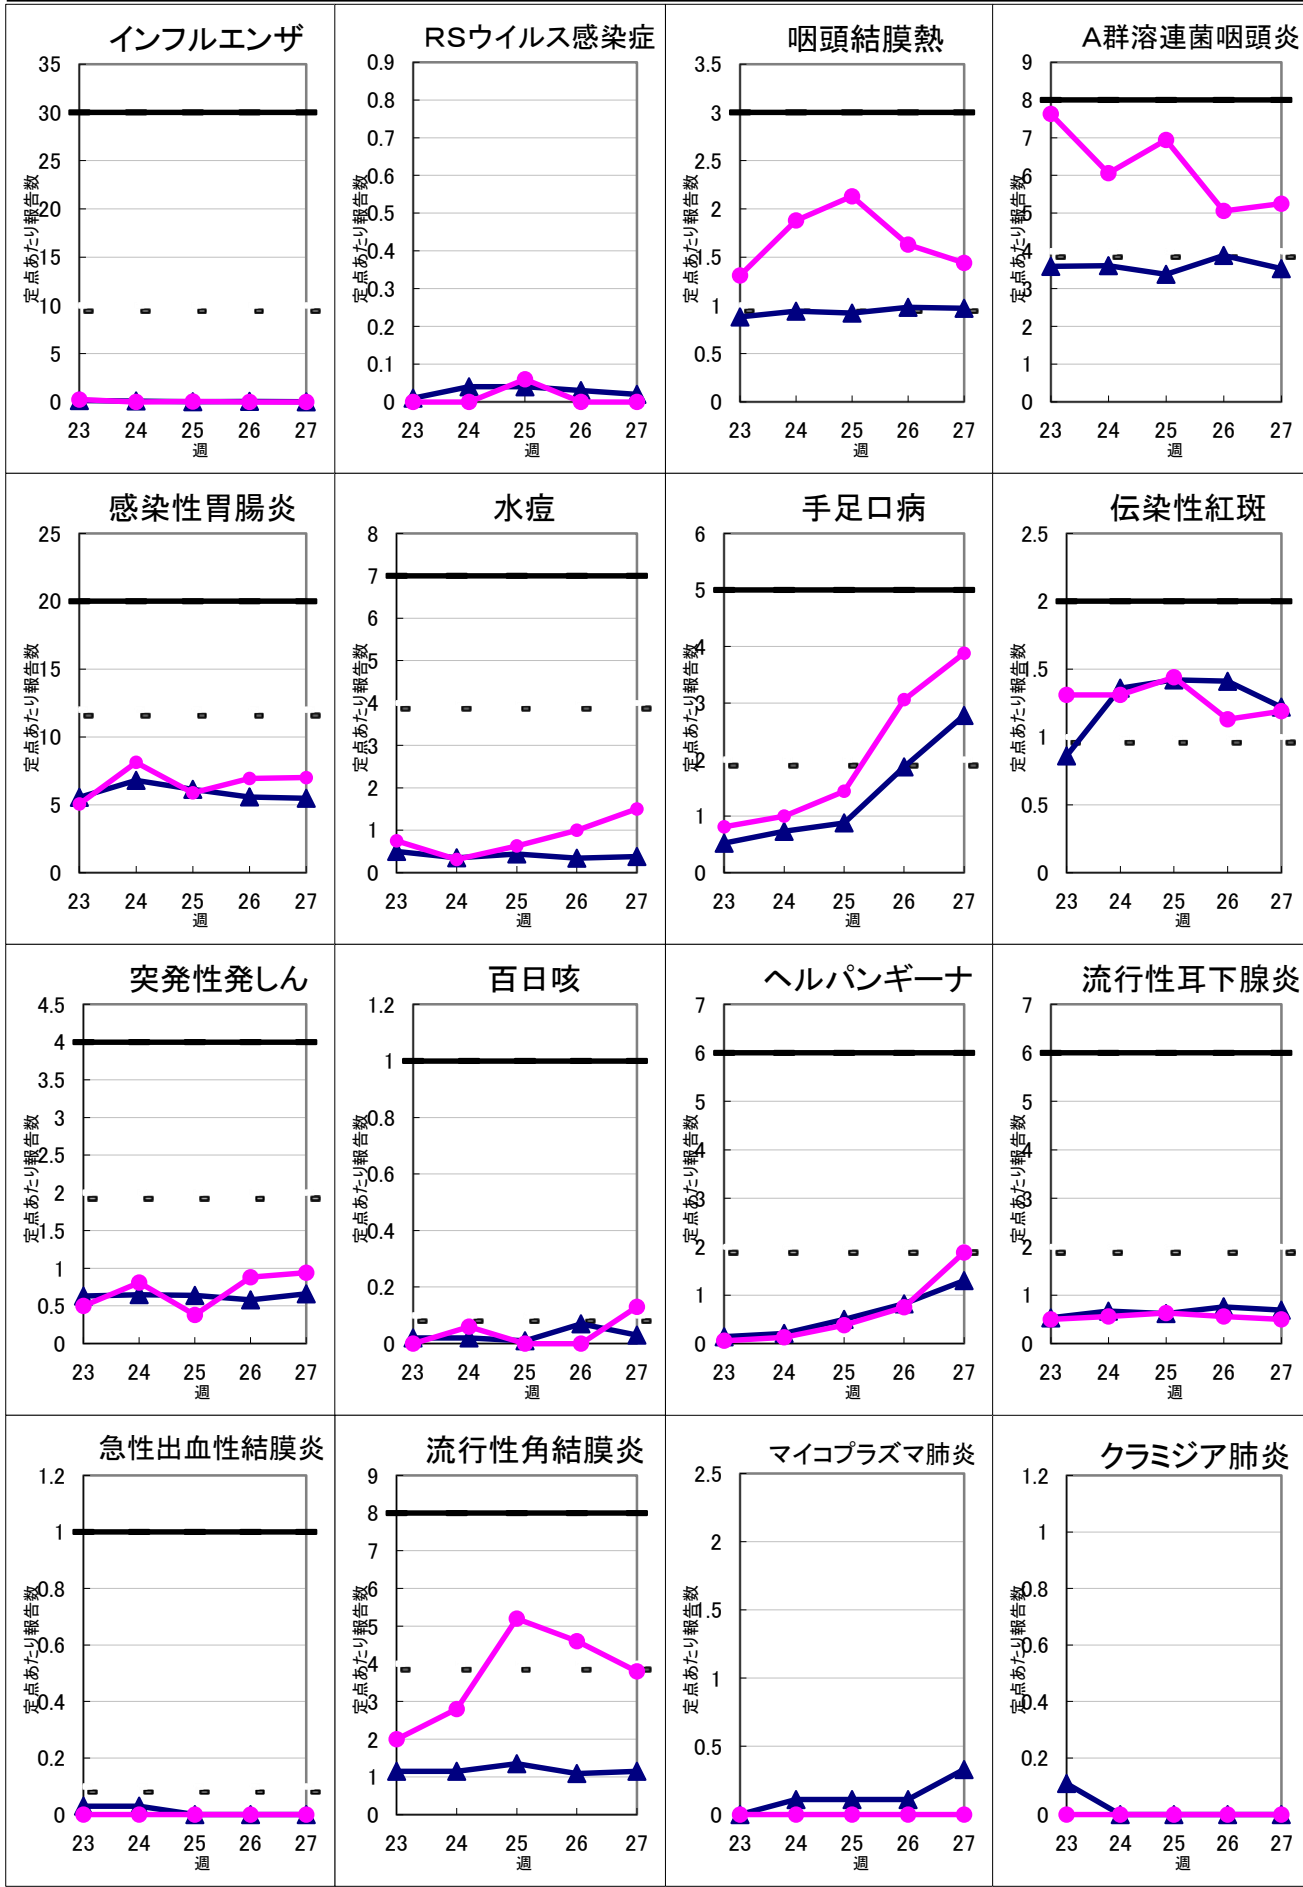 インフルエンザ
35
30
25
20
15
10
5
0
23 24 25 26 27
週
定点あたり報告数
RSウイルス感染症
0.9
0.8
0.7
0.6
0.5
0.4
0.3
0.2
0.1
0
23 24 25 26 27
週
定点あたり報告数
咽頭結膜熱
3.5
3
2.5
2
1.5
1
0.5
0
23 24 25 26 27
週
定点あたり報告数
A群溶連菌咽頭炎
9
8
7
6
5
4
3
2
1
0
23 24 25 26 27
週
定点あたり報告数
感染性胃腸炎
25
20
15
10
5
0
23 24 25 26 27
週
定点あたり報告数
水痘
8
7
6
5
4
3
2
1
0
23 24 25 26 27
週
定点あたり報告数
手足口病
6
5
4
3
2
1
0
23 24 25 26 27
週
定点あたり報告数
伝染性紅斑
2.5
2
1.5
1
0.5
0
23 24 25 26 27
週
定点あたり報告数
突発性発しん
4.5
4
3.5
3
2.5
2
1.5
1
0.5
0
23 24 25 26 27
週
定点あたり報告数
百日咳
1.2
1
0.8
0.6
0.4
0.2
0
23 24 25 26 27
週
定点あたり報告数
ヘルパンギーナ
7
6
5
4
3
2
1
0
23 24 25 26 27
週
定点あたり報告数
流行性耳下腺炎
7
6
5
4
3
2
1
0
23 24 25 26 27
週
定点あたり報告数
急性出血性結膜炎
1.2
1
0.8
0.6
0.4
0.2
0
23 24 25 26 27
週
定点あたり報告数
流行性角結膜炎
9
8
7
6
5
4
3
2
1
0
23 24 25 26 27
週
定点あたり報告数
マイコプラズマ肺炎
2.5
2
1.5
1
0.5
0
23 24 25 26 27
週
定点あたり報告数
クラミジア肺炎
1.2
1
0.8
0.6
0.4
0.2
0
23 24 25 26 27
週
定点あたり報告数